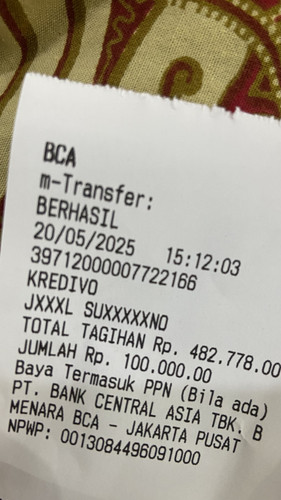 BCA
m-Transfer:
BERHASIL
20/05/2025 15:12:03
39712000007722166
KREDIVO
JXXXL SUXXXXXNO
TOTAL TAGIHAN Rp. 482.778.00
JUMLAH Rp. 100.000.00
Baya Termasuk PPN (Bila ada)
PT. BANK CENTRAL ASIA TBK. B
MENARA BCA - JAKARTA PUSAT
NPWP: 0013084496091000